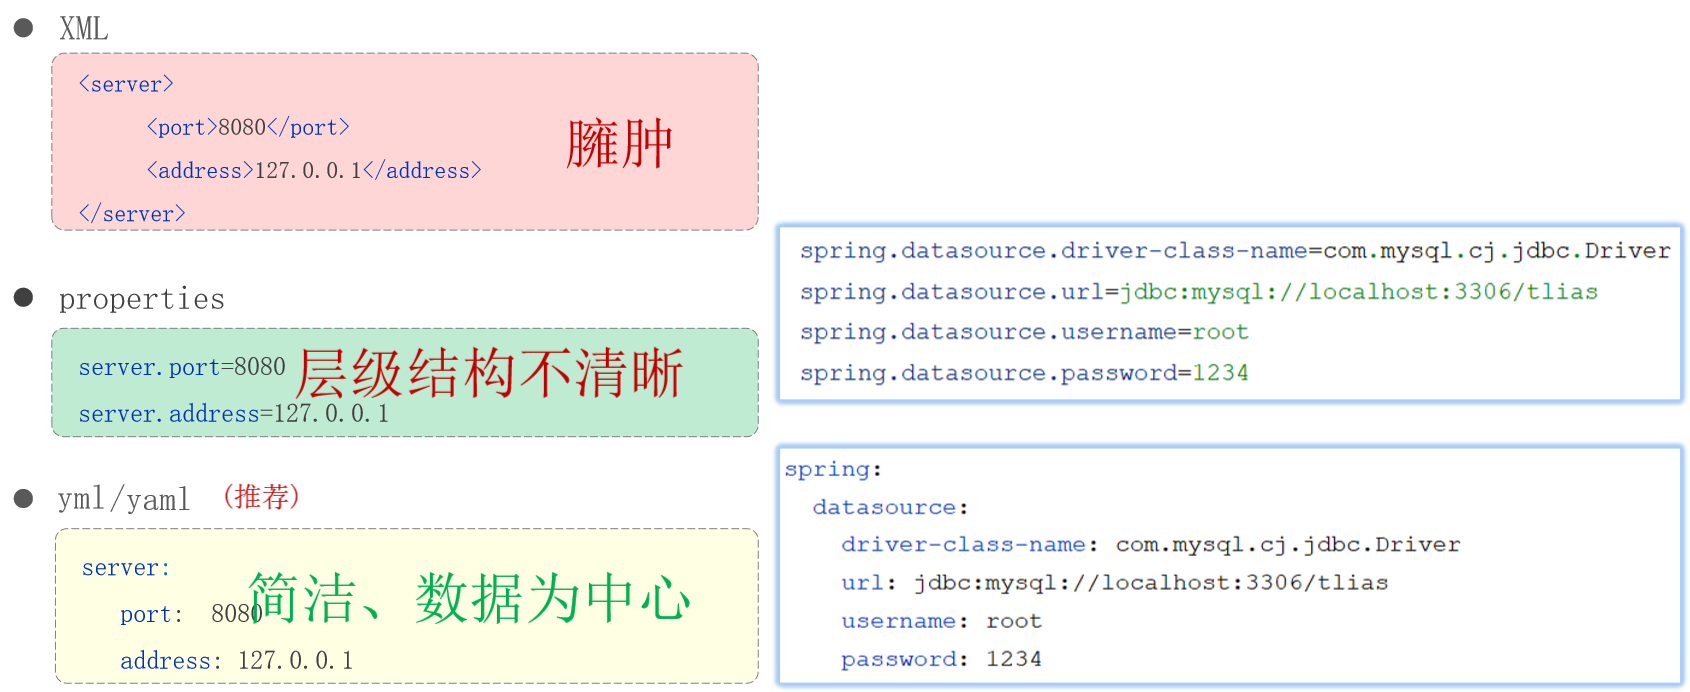 XML
<server>
<port>8080</port>
<address>127.0.0.1</address>
</server>
臃肿
properties
server.port=8080
server.address=127.0.0.1
层级结构不清晰
spring.datasource.driver-class-name=com.mysql.cj.jdbc.Driver
spring.datasource.url=jdbc:mysql://localhost:3306/tlias
spring.datasource.username=root
spring.datasource.password=1234
yml/yaml (推荐)
server:
port: 8080
address: 127.0.0.1
简洁、数据为中心
spring:
datasource:
driver-class-name: com.mysql.cj.jdbc.Driver
url: jdbc:mysql://localhost:3306/tlias
username: root
password: 1234